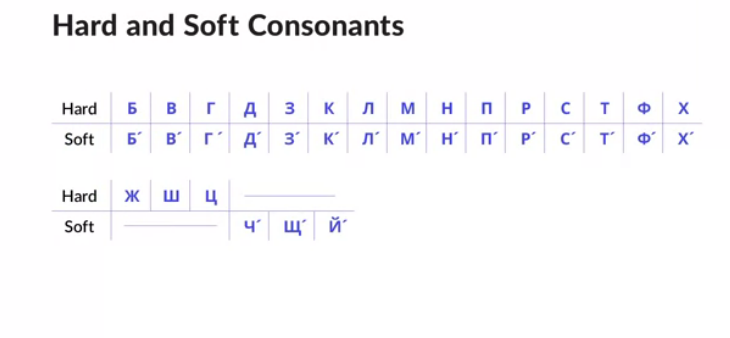 Hard and Soft Consonants
Hard Б В Г Д З К Л М Н П Р С Т Ф Х
Soft Б´ В´ Г´ Д´ З´ К´ Л´ М´ Н´ П´ Р´ С´ Т´ Ф´ Х´
Hard Ж Ш Ц
Soft Ч´ Щ´ Й´